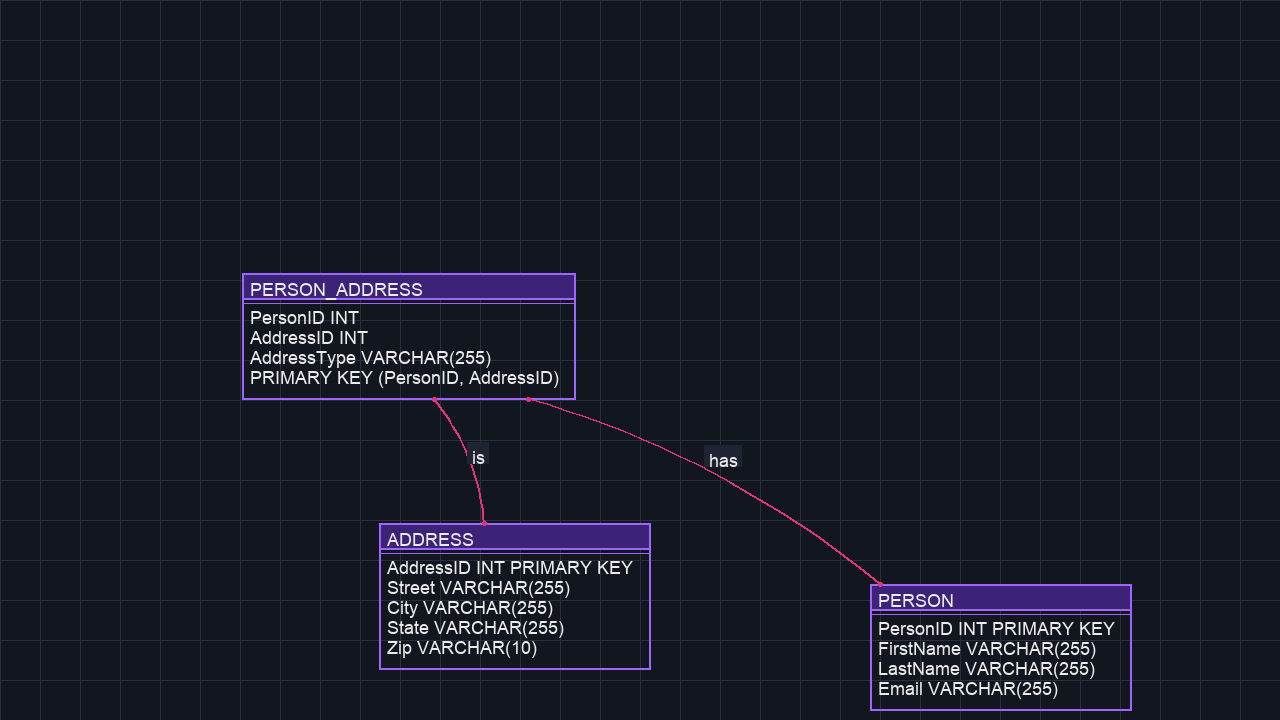 PERSON_ADDRESS
PersonID INT
AddressID INT
AddressType VARCHAR(255)
PRIMARY KEY (PersonID, AddressID)
is
has
ADDRESS
AddressID INT PRIMARY KEY
Street VARCHAR(255)
City VARCHAR(255)
State VARCHAR(255)
Zip VARCHAR(10)
PERSON
PersonID INT PRIMARY KEY
FirstName VARCHAR(255)
LastName VARCHAR(255)
Email VARCHAR(255)